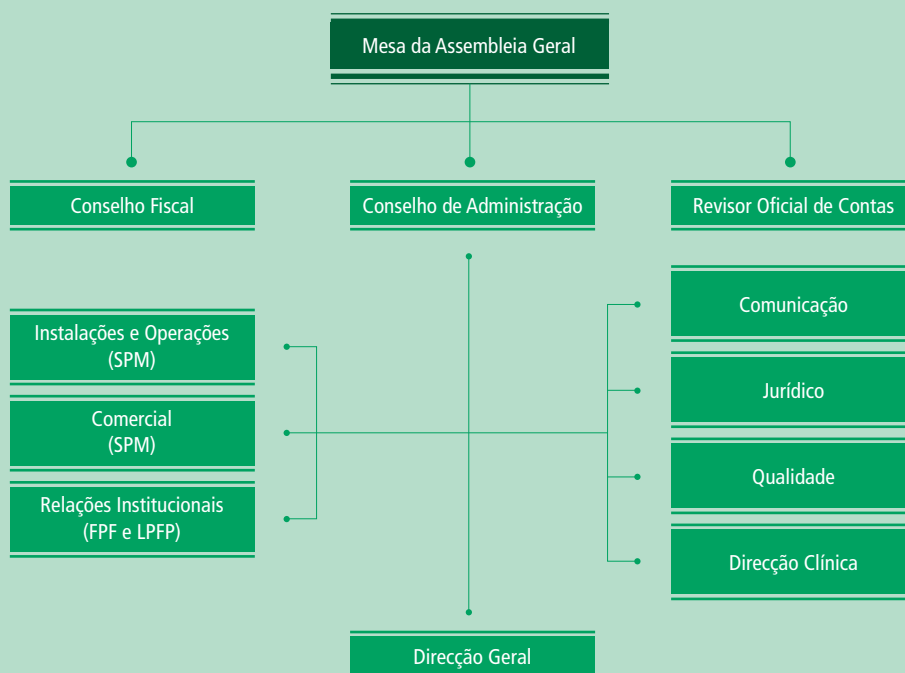 Mesa da Assembleia Geral
Conselho Fiscal
Conselho de Administração
Revisor Oficial de Contas
Instalações e Operações
(SPM)
Comercial
(SPM)
Relações Institucionais
(FPF e LPFP)
Comunicação
Jurídico
Qualidade
Direcção Clínica
Direcção Geral